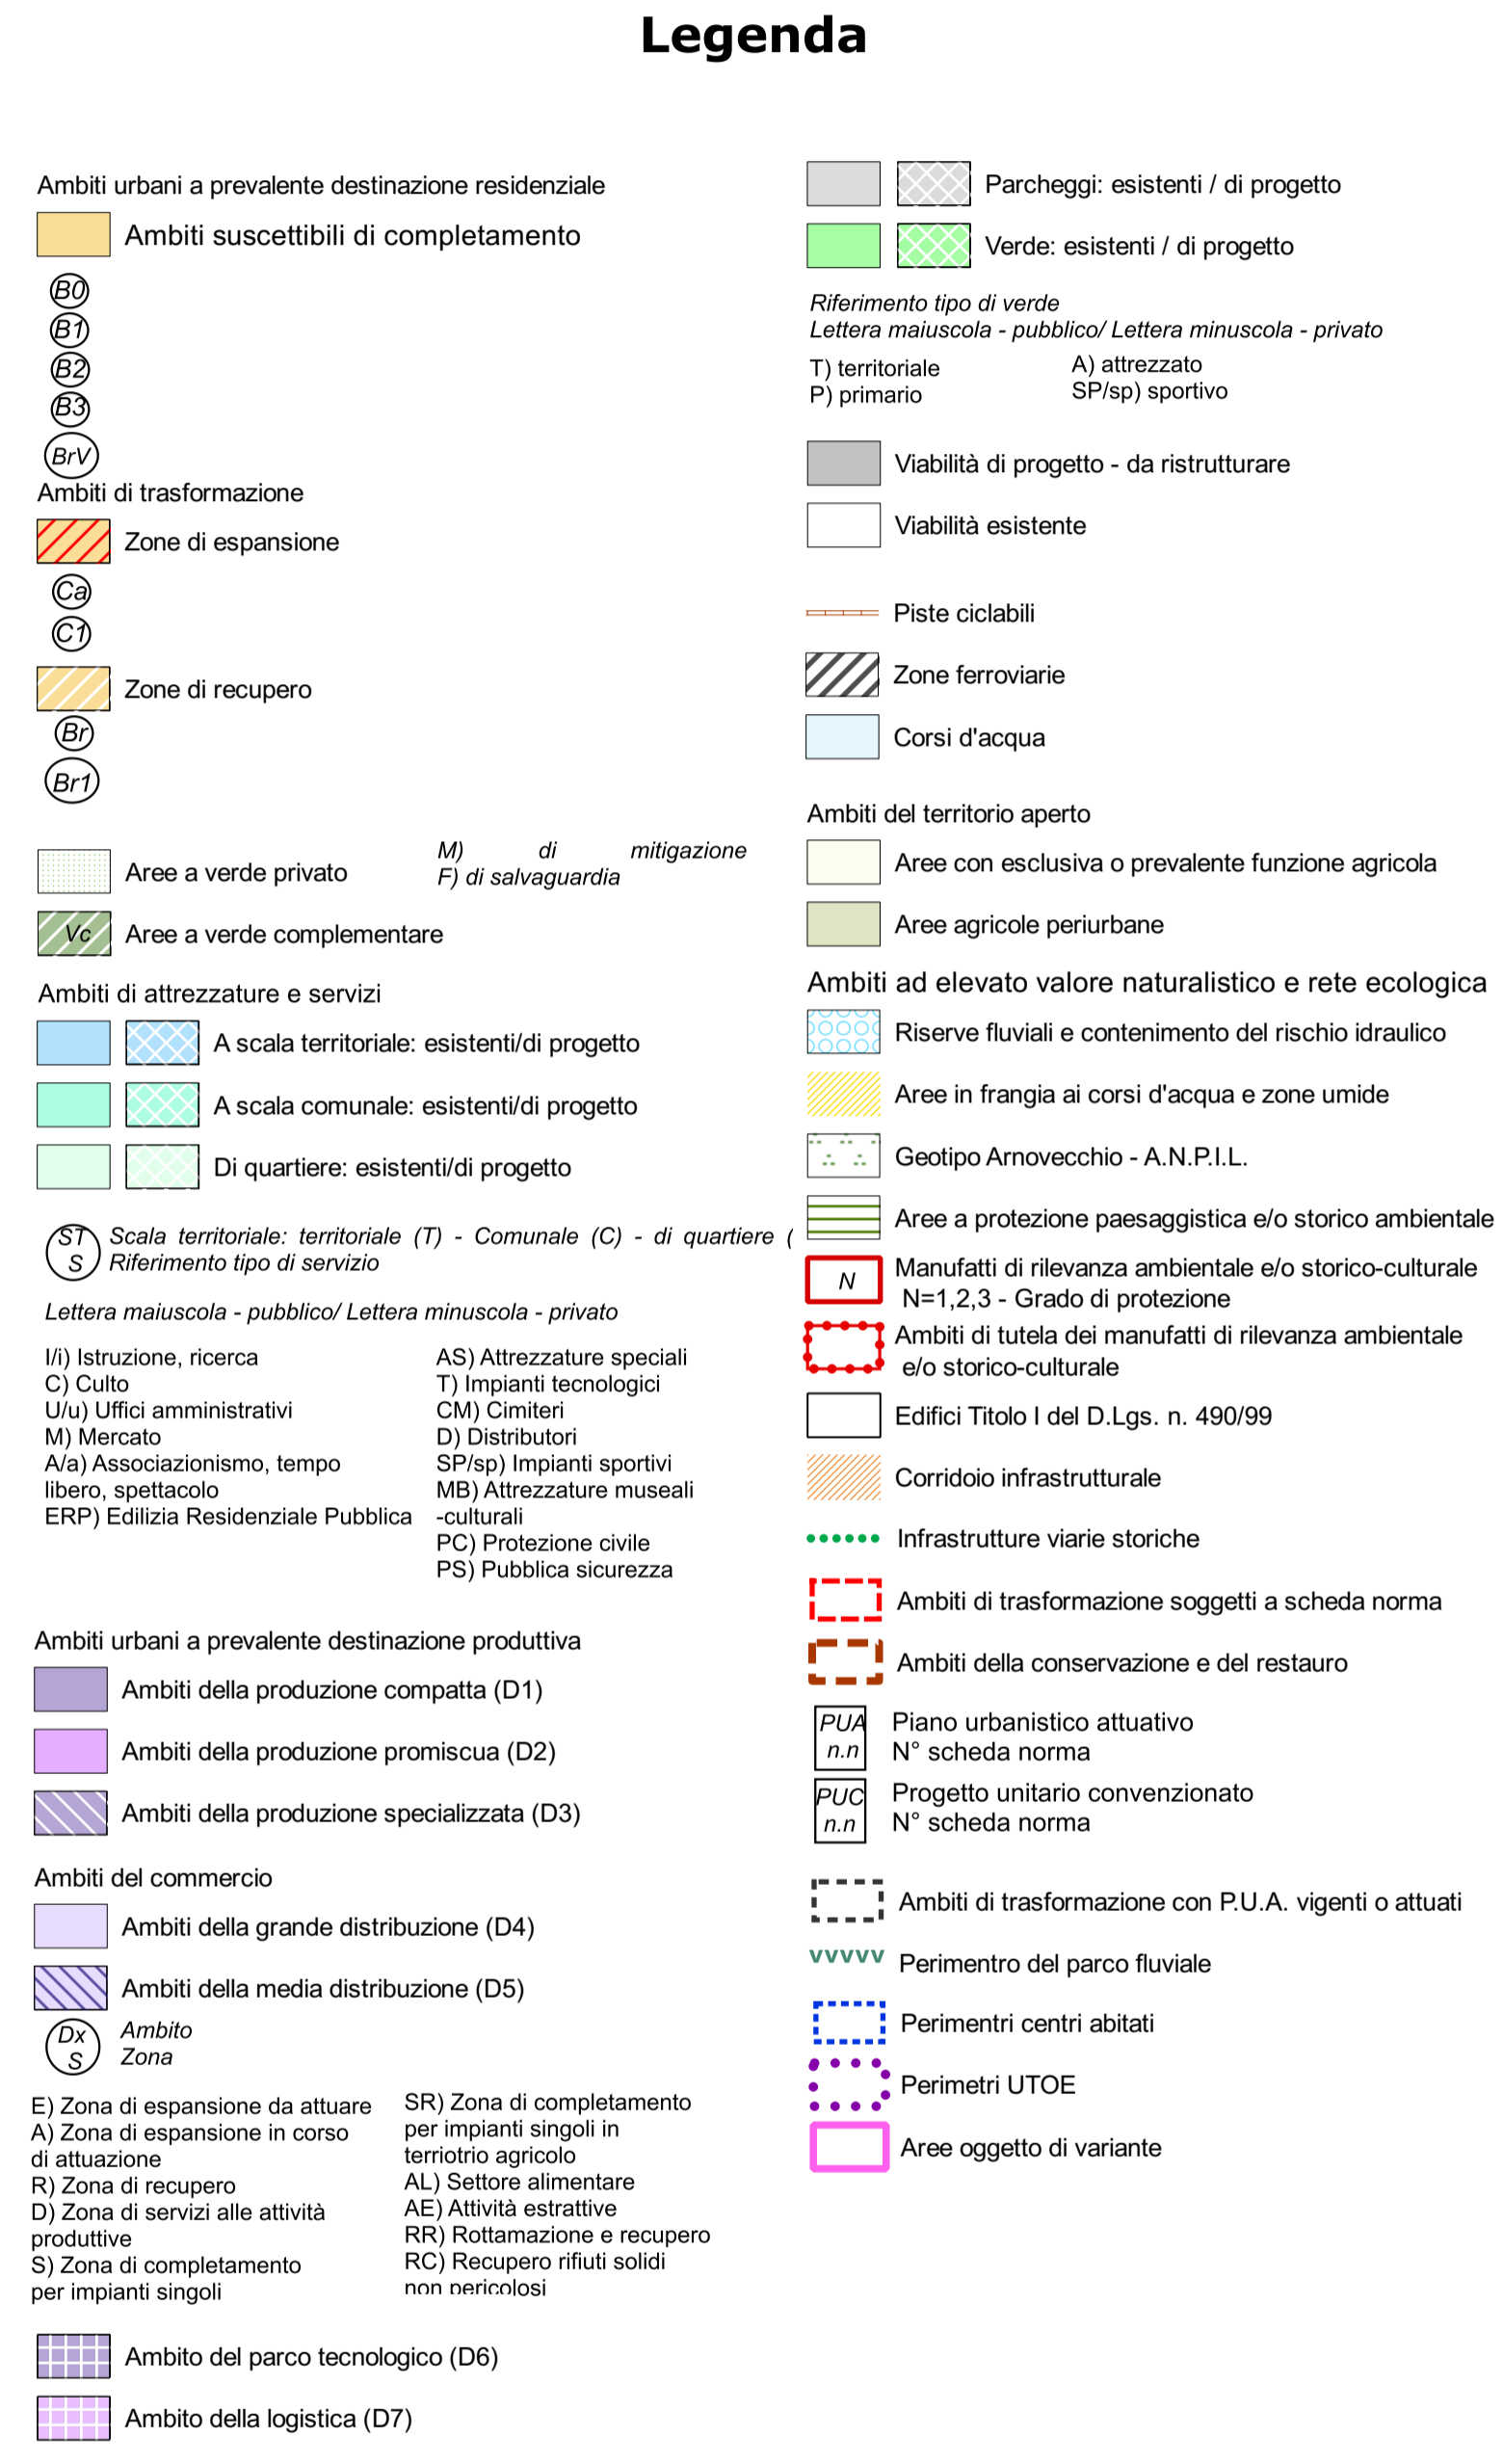 Legenda
Ambiti urbani a prevalente destinazione residenziale
Ambiti suscettibili di completamento
B0
B1
B2
B3
BrV
Ambiti di trasformazione
Zone di espansione
Ca
C1
Zone di recupero
Br
Br1
Aree a verde privato
M) di mitigazione
F) di salvaguardia
Vc Aree a verde complementare
Ambiti di attrezzature e servizi
A scala territoriale: esistenti/di progetto
A scala comunale: esistenti/di progetto
Di quartiere: esistenti/di progetto
ST
S
Scala territoriale: territoriale (T) - Comunale (C) - di quartiere (
Riferimento tipo di servizio
Lettera maiuscola - pubblico/ Lettera minuscola - privato
I/i) Istruzione, ricerca
C) Culto
U/u) Uffici amministrativi
M) Mercato
A/a) Associazionismo, tempo
libero, spettacolo
ERP) Edilizia Residenziale Pubblica
AS) Attrezzature speciali
T) Impianti tecnologici
CM) Cimiteri
D) Distributori
SP/sp) Impianti sportivi
MB) Attrezzature museali
-culturali
PC) Protezione civile
PS) Pubblica sicurezza
Ambiti urbani a prevalente destinazione produttiva
Ambiti della produzione compatta (D1)
Ambiti della produzione promiscua (D2)
Ambiti della produzione specializzata (D3)
Ambiti del commercio
Ambiti della grande distribuzione (D4)
Ambiti della media distribuzione (D5)
Dx
S
Ambito
Zona
E) Zona di espansione da attuare
A) Zona di espansione in corso
di attuazione
R) Zona di recupero
D) Zona di servizi alle attività
produttive
S) Zona di completamento
per impianti singoli
SR) Zona di completamento
per impianti singoli in
terriotrio agricolo
AL) Settore alimentare
AE) Attività estrattive
RR) Rottamazione e recupero
RC) Recupero rifiuti solidi
non pericolosi
Ambito del parco tecnologico (D6)
Ambito della logistica (D7)
Parcheggi: esistenti / di progetto
Verde: esistenti / di progetto
Riferimento tipo di verde
Lettera maiuscola - pubblico/ Lettera minuscola - privato
T) territoriale
P) primario
A) attrezzato
SP/sp) sportivo
Viabilità di progetto - da ristrutturare
Viabilità esistente
Piste ciclabili
Zone ferroviarie
Corsi d'acqua
Ambiti del territorio aperto
Aree con esclusiva o prevalente funzione agricola
Aree agricole periurbane
Ambiti ad elevato valore naturalistico e rete ecologica
Riserve fluviali e contenimento del rischio idraulico
Aree in frangia ai corsi d'acqua e zone umide
Geotipo Arnovecchio - A.N.P.I.L.
Aree a protezione paesaggistica e/o storico ambientale
N
Manufatti di rilevanza ambientale e/o storico-culturale
N=1,2,3 - Grado di protezione
Ambiti di tutela dei manufatti di rilevanza ambientale
e/o storico-culturale
Edifici Titolo I del D.Lgs. n. 490/99
Corridoio infrastrutturale
Infrastrutture viarie storiche
Ambiti di trasformazione soggetti a scheda norma
Ambiti della conservazione e del restauro
PUA
n.n
Piano urbanistico attuativo
N° scheda norma
PUC
n.n
Progetto unitario convenzionato
N° scheda norma
Ambiti di trasformazione con P.U.A. vigenti o attuati
vvvvv Perimentro del parco fluviale
Perimentri centri abitati
Perimetri UTOE
Aree oggetto di variante